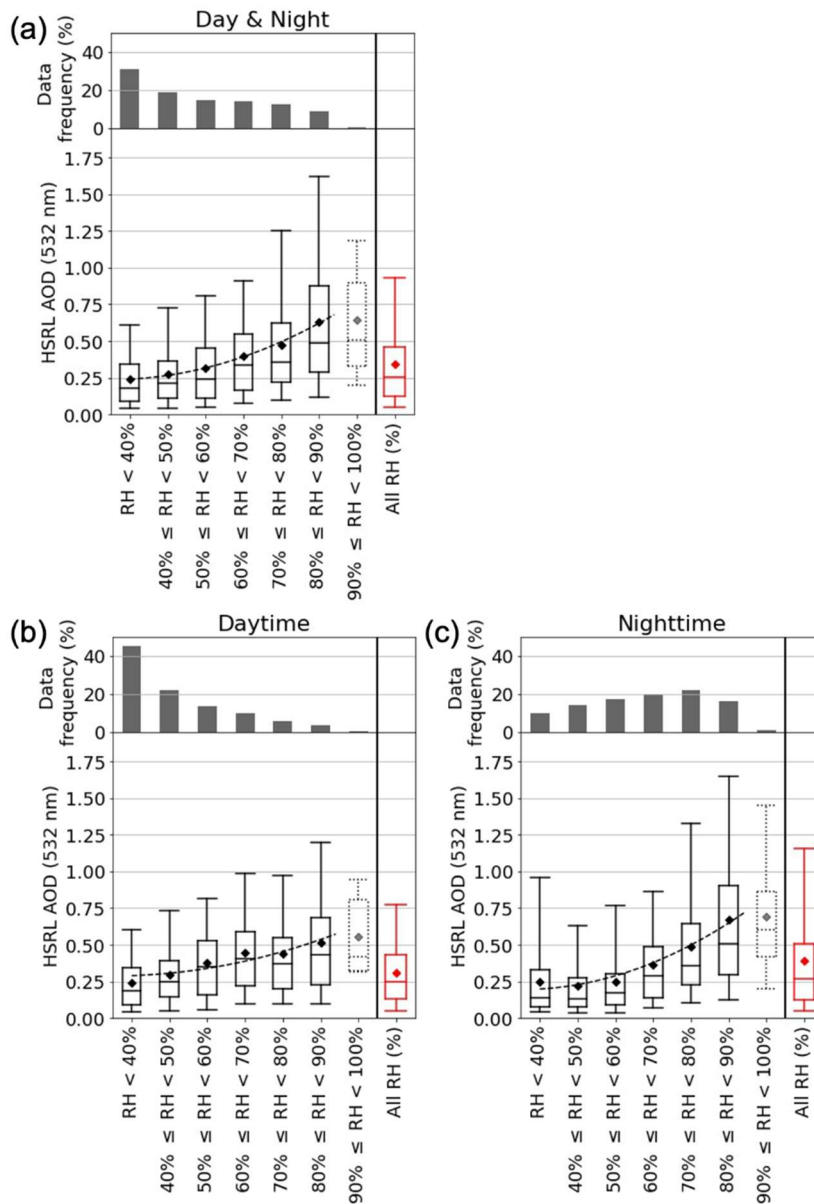 (a)
Day & Night
Data
frequency (%)
40
20
0
HSRL AOD (532 nm)
1.75
1.50
1.25
1.00
0.75
0.50
0.25
0.00
RH < 40%
40% ≤ RH < 50%
50% ≤ RH < 60%
60% ≤ RH < 70%
70% ≤ RH < 80%
80% ≤ RH < 90%
90% ≤ RH < 100%
All RH (%)
(b)
Daytime
Data
frequency (%)
40
20
0
HSRL AOD (532 nm)
1.75
1.50
1.25
1.00
0.75
0.50
0.25
0.00
RH < 40%
40% ≤ RH < 50%
50% ≤ RH < 60%
60% ≤ RH < 70%
70% ≤ RH < 80%
80% ≤ RH < 90%
90% ≤ RH < 100%
All RH (%)
(c)
Nighttime
Data
frequency (%)
40
20
0
HSRL AOD (532 nm)
1.75
1.50
1.25
1.00
0.75
0.50
0.25
0.00
RH < 40%
40% ≤ RH < 50%
50% ≤ RH < 60%
60% ≤ RH < 70%
70% ≤ RH < 80%
80% ≤ RH < 90%
90% ≤ RH < 100%
All RH (%)